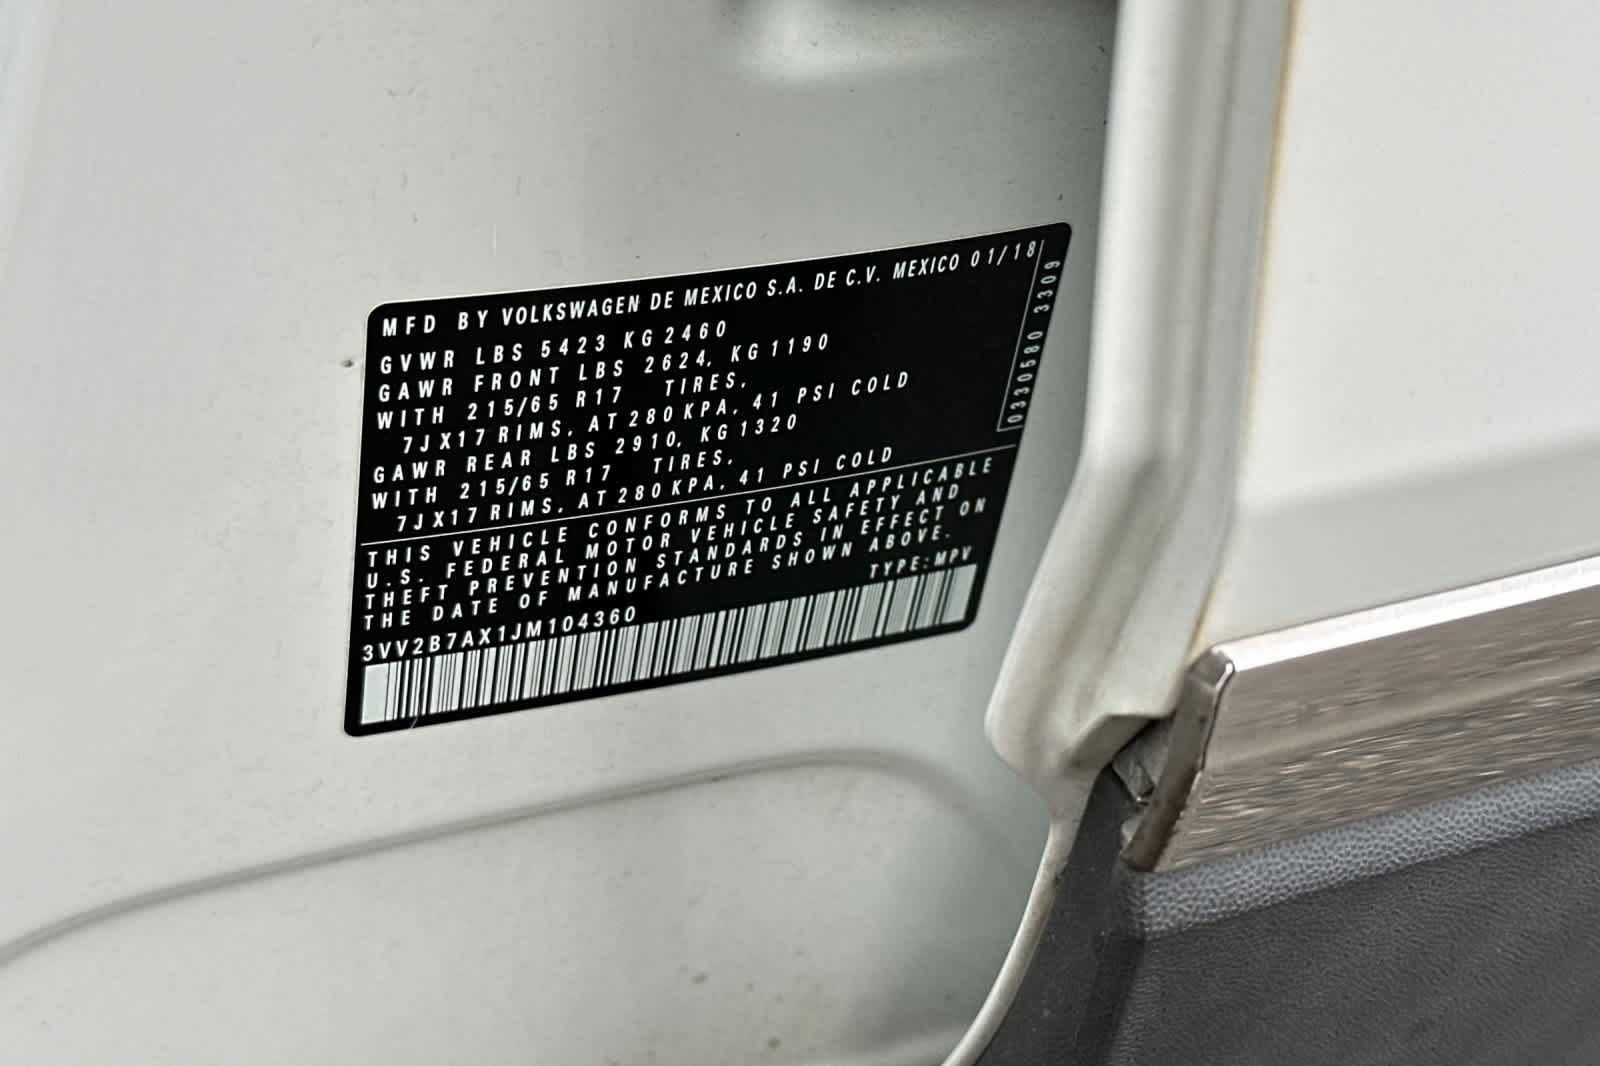 MFD BY VOLKSWAGEN DE MEXICO S.A. DE C.V. MEXICO 01/18
GVWR LBS 5423 KG 2460
GAWR FRONT LBS 2624, KG 1190
WITH 215/65 R17 TIRES,
7JX17 RIMS, AT 280 KPA, 41 PSI COLD
GAWR REAR LBS 2910, KG 1320
WITH 215/65 R17 TIRES,
7JX17 RIMS, AT 280 KPA, 41 PSI COLD
0330580 3309
THIS VEHICLE CONFORMS TO ALL APPLICABLE
U.S. FEDERAL MOTOR VEHICLE SAFETY AND
THEFT PREVENTION STANDARDS IN EFFECT ON
THE DATE OF MANUFACTURE SHOWN ABOVE.
3VV2B7AX1JM104360 TYPE:MPV